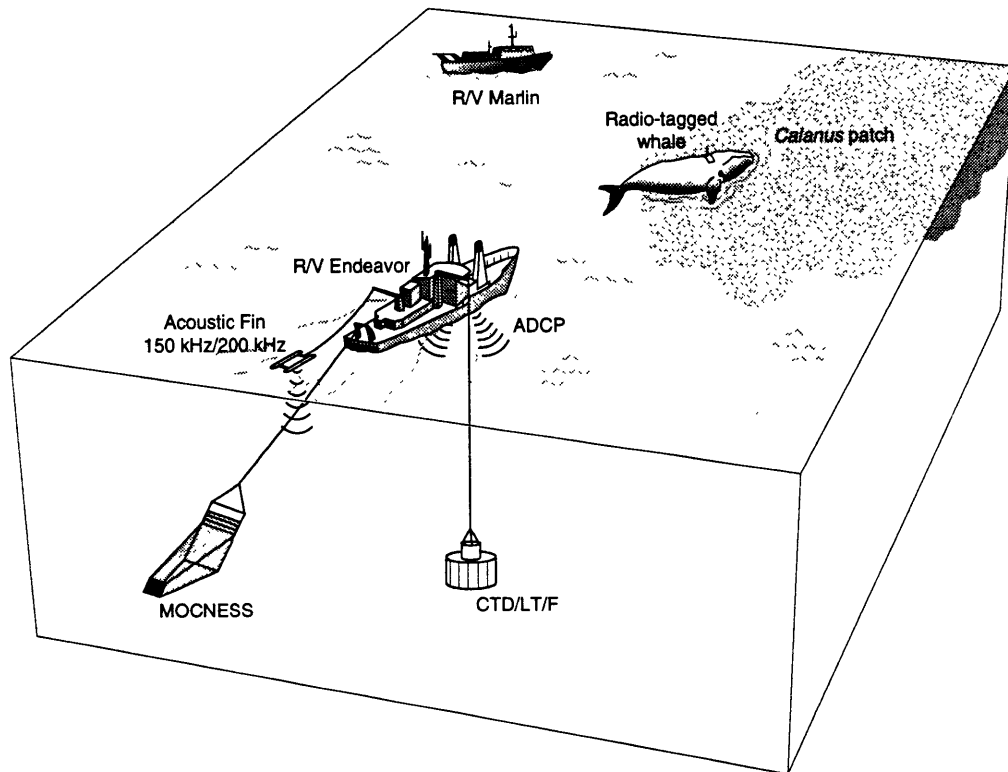 R/V Marlin
Radio-tagged
whale
Calanus patch
R/V Endeavor
Acoustic Fin
150 kHz/200 kHz
ADCP
MOCNESS
CTD/LT/F